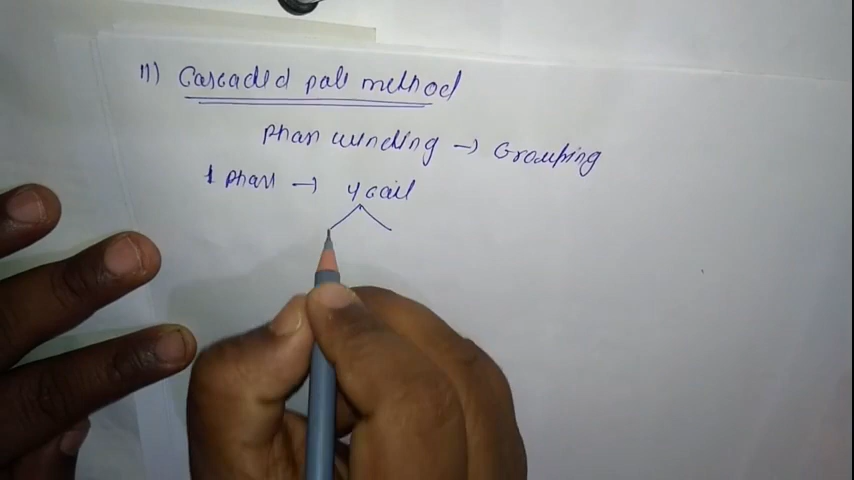 11) Cascaded pole method
Phase winding → Grouping
1 phase → 4 coil